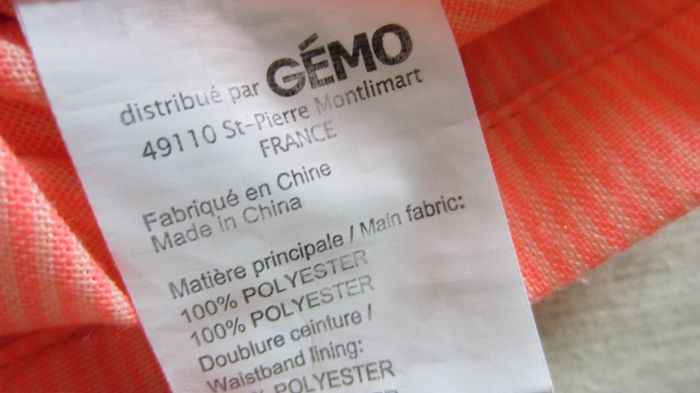 distribué par GÉMO
49110 St-Pierre Montlimart
FRANCE
Fabriqué en Chine
Made in China
Matière principale / Main fabric:
100% POLYESTER
100% POLYESTER
Doublure ceinture /
Waistband lining:
% POLYESTER